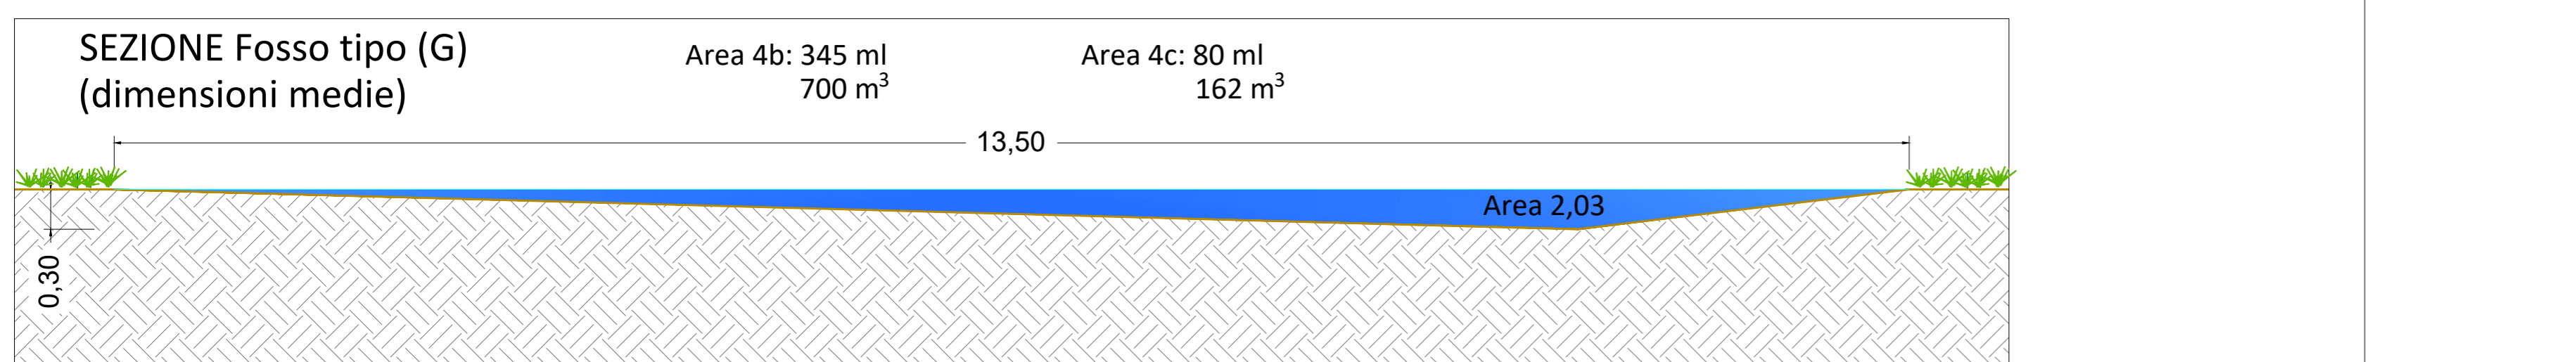 SEZIONE Fosso tipo (G)
(dimensioni medie)
Area 4b: 345 ml
700 m³
Area 4c: 80 ml
162 m³
13,50
Area 2,03
0,30